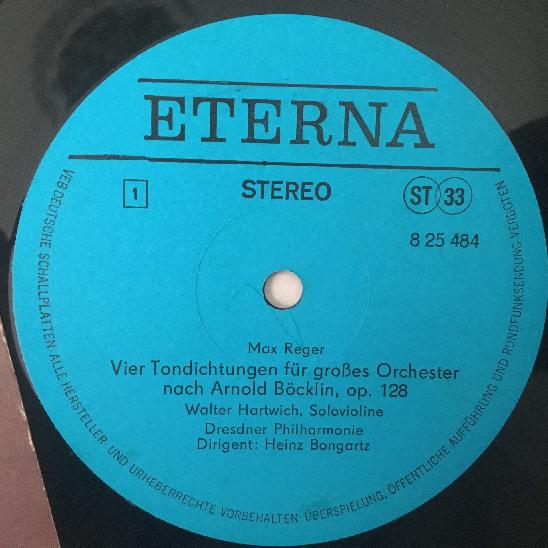 ETERNA
1 STEREO ST 33
8 25 484
Max Reger
Vier Tondichtungen für großes Orchester
nach Arnold Böcklin, op. 128
Walter Hartwich, Solovioline
Dresdner Philharmonie
Dirigent: Heinz Bongartz
VEB DEUTSCHE SCHALLPLATTEN ALLE HERSTELLER- UND URHEBERRECHTE VORBEHALTEN ÜBERSPIELUNG, ÖFFENTLICHE AUFFÜHRUNG UND RUNDFUNKSENDUNG VERBOTEN